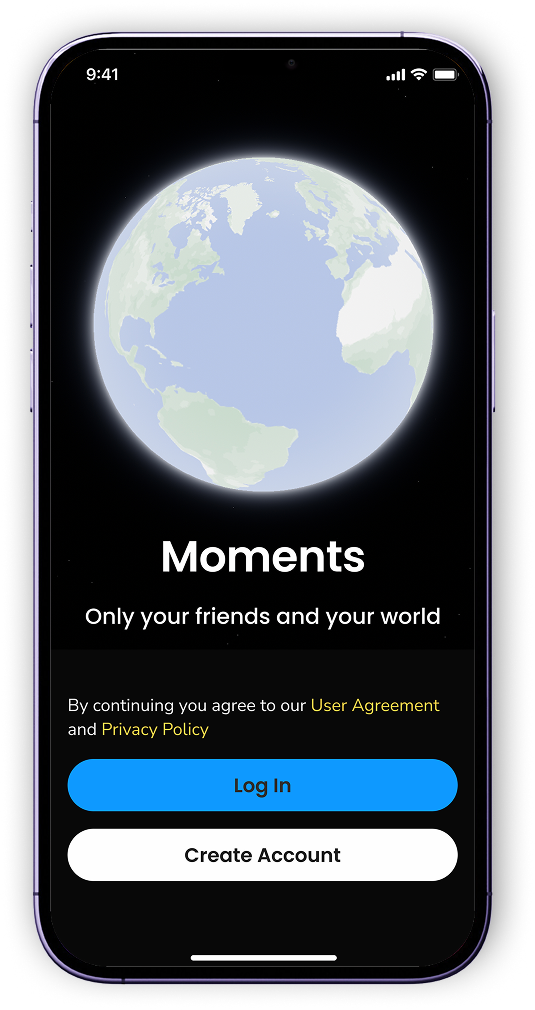 9:41
Moments
Only your friends and your world
By continuing you agree to our User Agreement
and Privacy Policy
Log In
Create Account